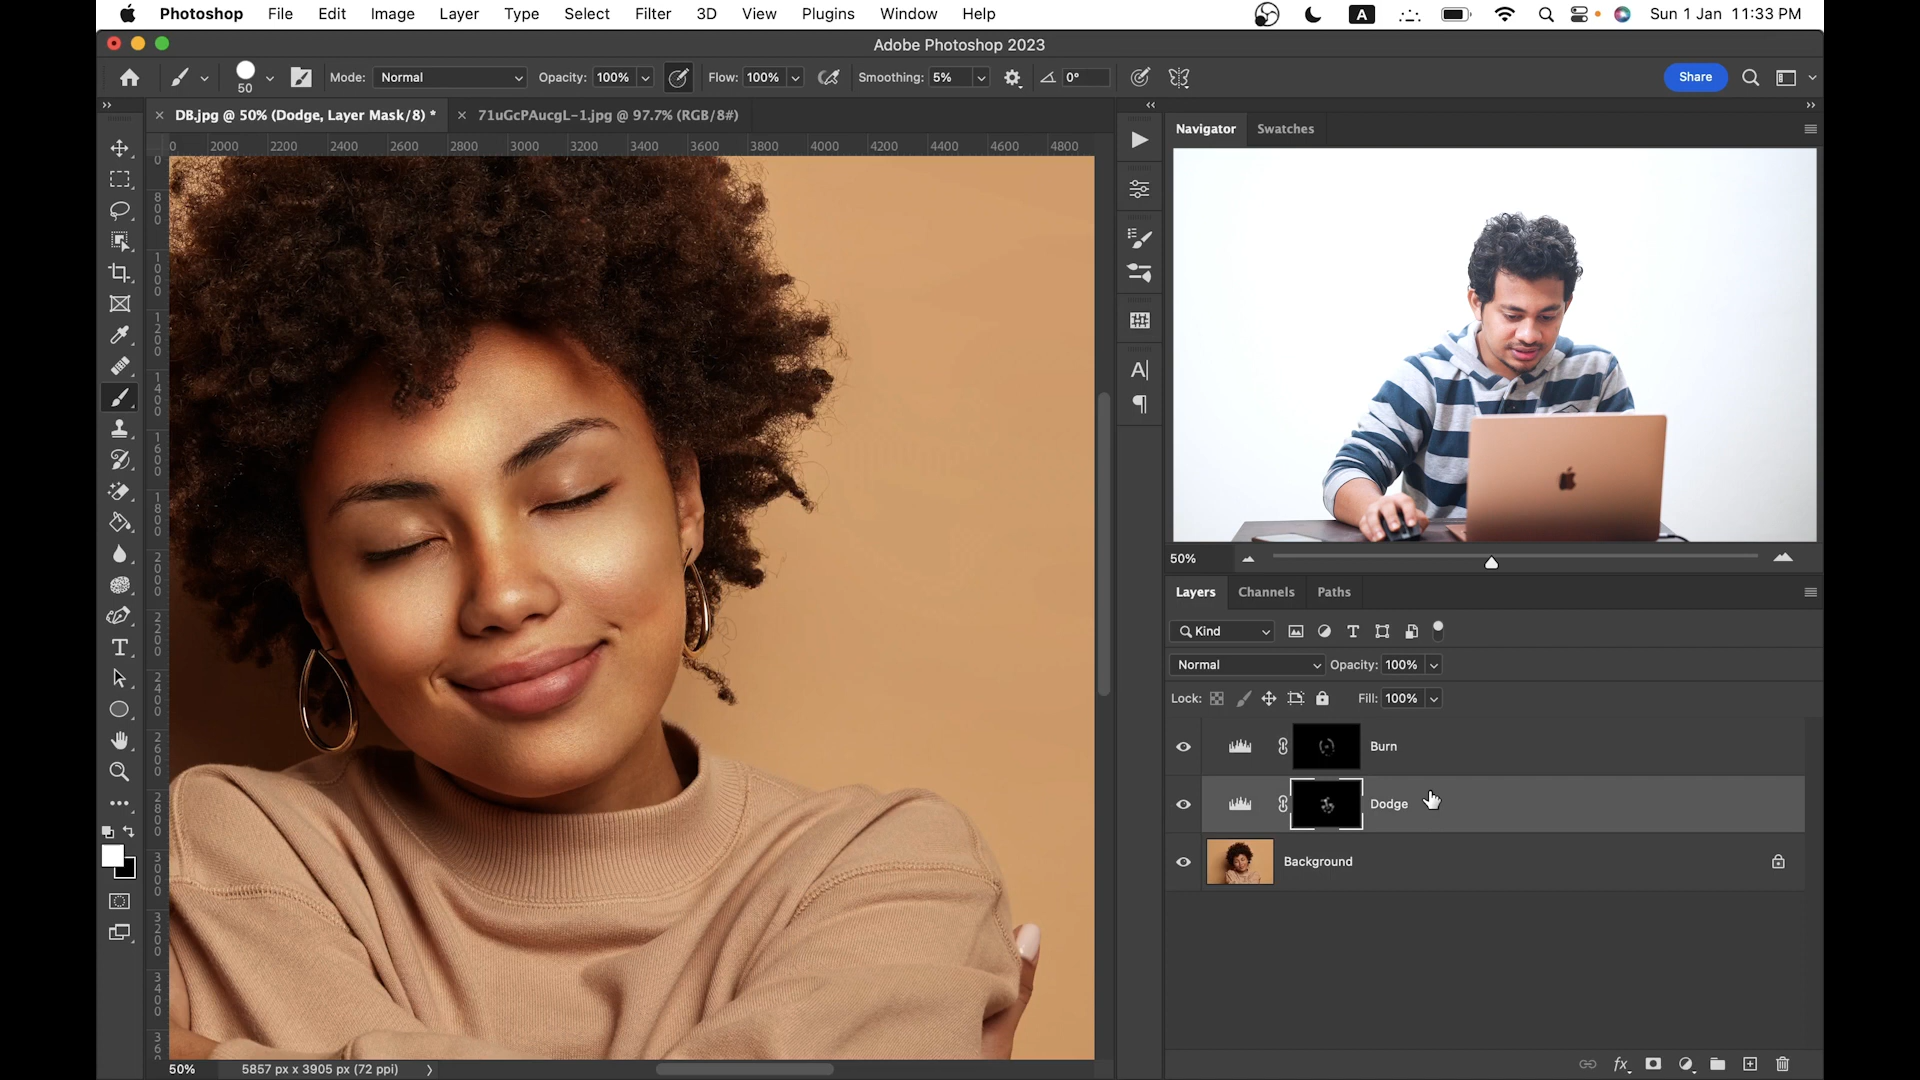 Photoshop File Edit Image Layer Type Select Filter 3D View Plugins Window Help A Sun 1 Jan 11:33 PM
Adobe Photoshop 2023
50 Mode: Normal Opacity: 100% Flow: 100% Smoothing: 5% 0° Share
DB.jpg @ 50% (Dodge, Layer Mask/8) * 71uGcPAucgL-1.jpg @ 97.7% (RGB/8#)
Navigator Swatches
0 2000 2200 2400 2600 2800 3000 3200 3400 3600 3800 4000 4200 4400 4600 4800
0
800
1000
1200
1400
1600
1800
2000
2200
2400
2600
2800
3000
3200
3400
36
50%
Layers Channels Paths
Kind
Normal Opacity: 100%
Lock: Fill: 100%
Burn
Dodge
Background
50% 5857 px x 3905 px (72 ppi)
fx